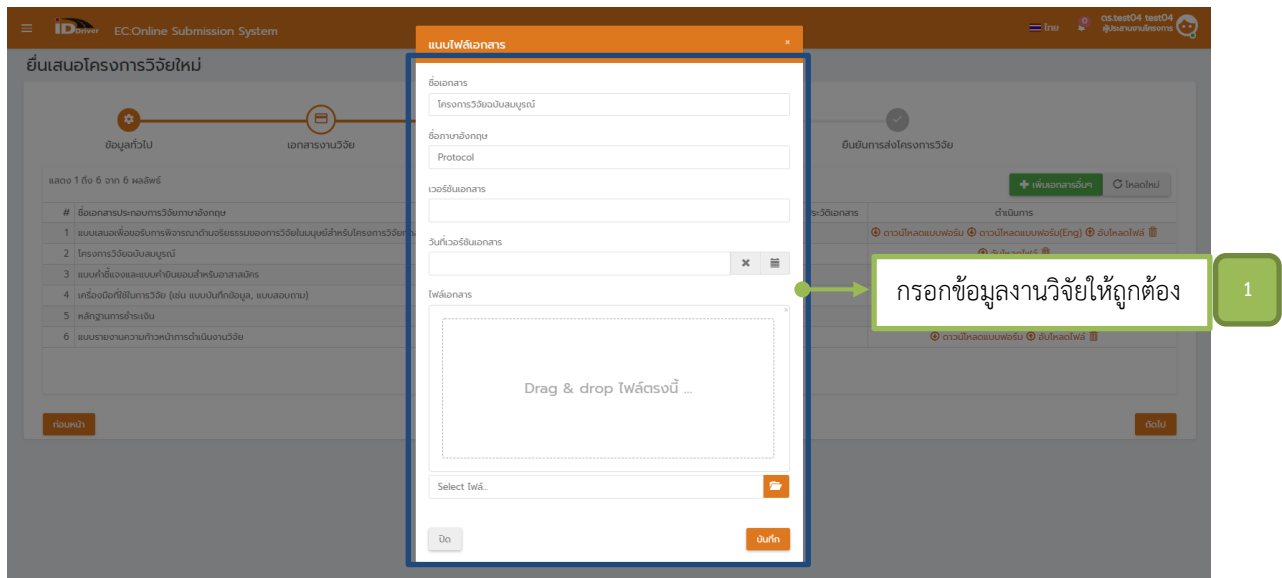 iDDriver EC:Online Submission System
ไทย
0
os.test04 test04
ผู้ประสานงานโครงการ
ยื่นเสนอโครงการวิจัยใหม่
ข้อมูลทั่วไป
เอกสารงานวิจัย
ยืนยันการส่งโครงการวิจัย
แสดง 1 ถึง 6 จาก 6 ผลลัพธ์
เพิ่มเอกสารอื่นๆ
โหลดใหม่
# ชื่อเอกสารประกอบการวิจัยภาษาอังกฤษ
ดำเนินการ
1 แบบเสนอเพื่อขอรับการพิจารณาด้านจริยธรรมของการวิจัยในมนุษย์สำหรับโครงการวิจัย
ดาวน์โหลดแบบฟอร์ม ดาวน์โหลดแบบฟอร์ม(Eng) อัปโหลดไฟล์
2 โครงการวิจัยฉบับสมบูรณ์
อัปโหลดไฟล์
3 แบบคำชี้แจงและแบบคำยินยอมสำหรับอาสาสมัคร
4 เครื่องมือที่ใช้ในการวิจัย (เช่น แบบบันทึกข้อมูล, แบบสอบถาม)
5 หลักฐานการชำระเงิน
6 แบบรายงานความก้าวหน้าการดำเนินงานวิจัย
ดาวน์โหลดแบบฟอร์ม อัปโหลดไฟล์
ก่อนหน้า
ถัดไป
แนบไฟล์เอกสาร
ชื่อเอกสาร
โครงการวิจัยฉบับสมบูรณ์
ชื่อภาษาอังกฤษ
Protocol
เวอร์ชันเอกสาร
วันที่เวอร์ชันเอกสาร
ไฟล์เอกสาร
Drag & drop ไฟล์ตรงนี้ ...
Select ไฟล์...
ปิด
บันทึก
กรอกข้อมูลงานวิจัยให้ถูกต้อง
1